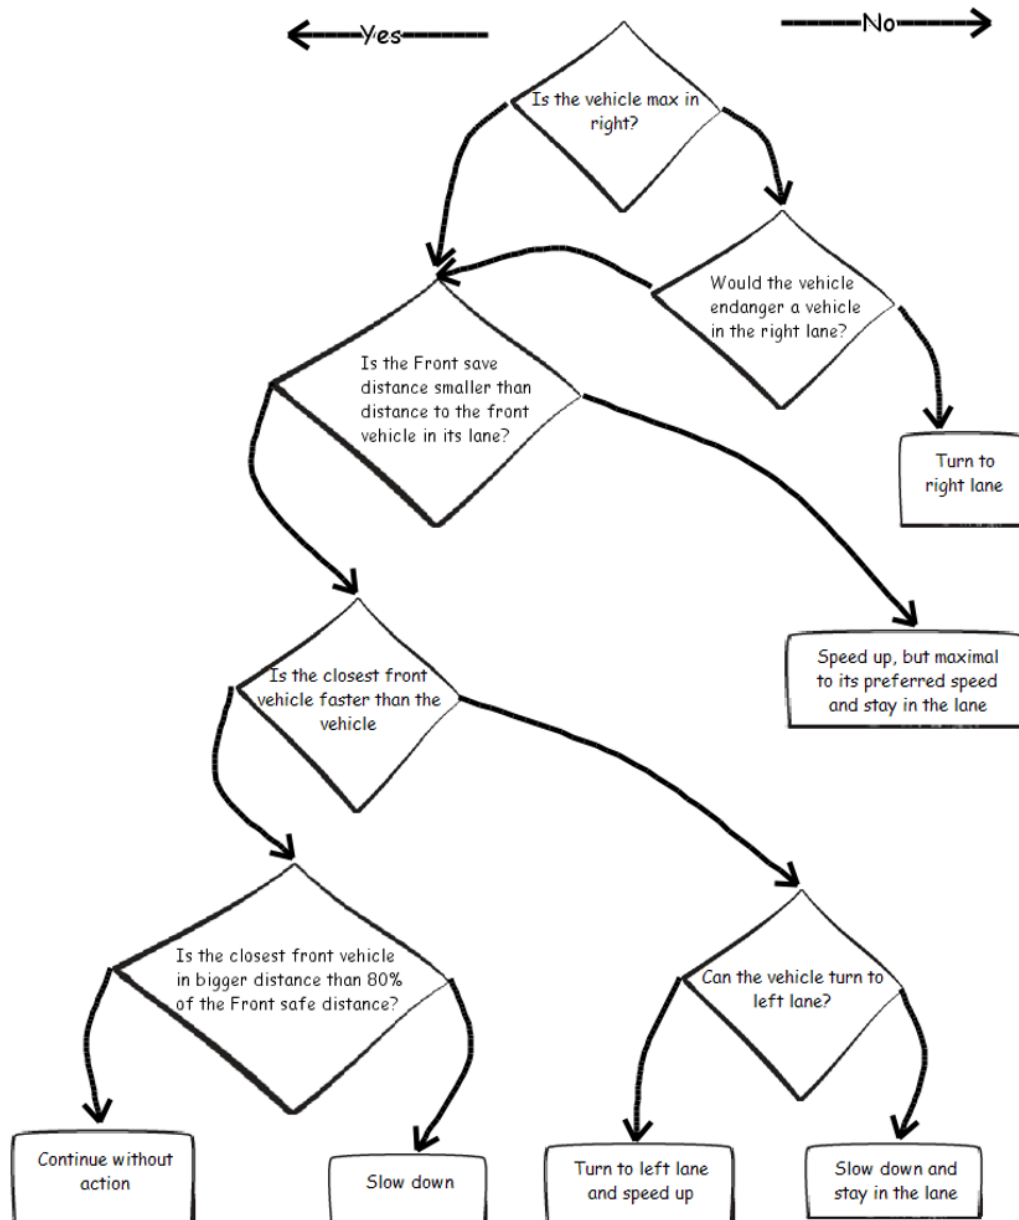 Yes
No
Is the vehicle max in
right?
Would the vehicle
endanger a vehicle
in the right lane?
Is the Front save
distance smaller than
distance to the front
vehicle in its lane?
Turn to
right lane
Is the closest front
vehicle faster than the
vehicle
Speed up, but maximal
to its preferred speed
and stay in the lane
Is the closest front vehicle
in bigger distance than 80%
of the Front safe distance?
Can the vehicle turn to
left lane?
Continue without
action
Slow down
Turn to left lane
and speed up
Slow down and
stay in the lane